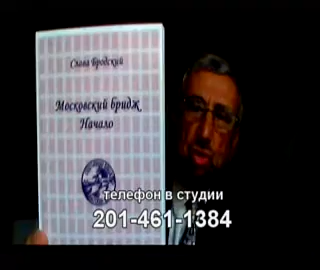 Слава Бродский
Московский бридж
Начало
телефон в студии
201-461-1384